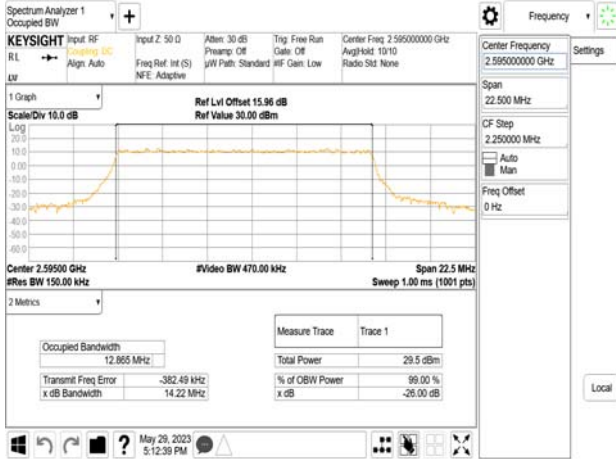 Spectrum Analyzer 1
Occupied BW
Frequency
KEYSIGHT
RL
Input: RF
Coupling: DC
Align: Auto
Input Z: 50 Ω
Freq Ref: Int (S)
NFE: Adaptive
Atten: 30 dB
Preamp: Off
µW Path: Standard
Trig: Free Run
Gate: Off
#IF Gain: Low
Center Freq: 2.595000000 GHz
Avg|Hold: 10/10
Radio Std: None
Center Frequency
2.595000000 GHz
Settings
Span
22.500 MHz
CF Step
2.250000 MHz
Auto
Man
Freq Offset
0 Hz
Local
1 Graph
Scale/Div 10.0 dB
Ref Lvl Offset 15.96 dB
Ref Value 30.00 dBm
Log
20.0
10.0
0.00
-10.0
-20.0
-30.0
-40.0
-50.0
-60.0
Center 2.59500 GHz
#Res BW 150.00 kHz
#Video BW 470.00 kHz
Span 22.5 MHz
Sweep 1.00 ms (1001 pts)
2 Metrics
Measure Trace Trace 1
Occupied Bandwidth
12.865 MHz
Total Power 29.5 dBm
Transmit Freq Error -382.49 kHz
% of OBW Power 99.00 %
x dB Bandwidth 14.22 MHz
x dB -26.00 dB
May 29, 2023
5:12:39 PM